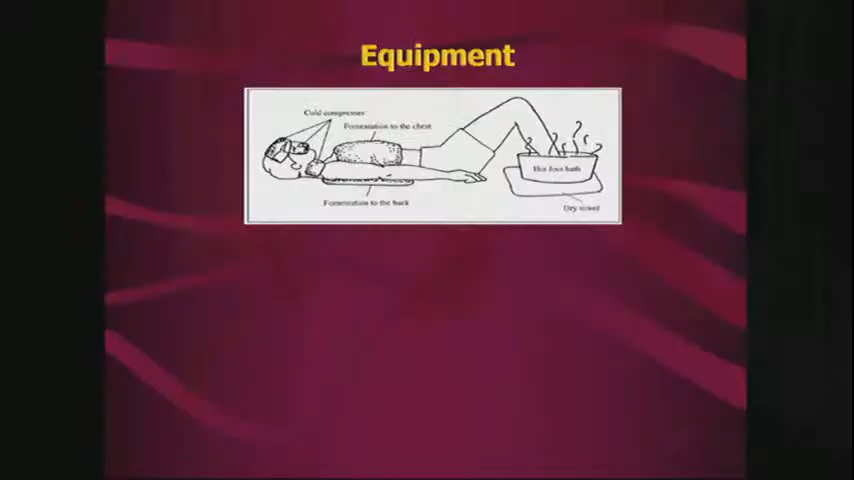 Equipment
Cold compresses
Fomentation to the chest
Hot foot bath
Fomentation to the back
Dry towel